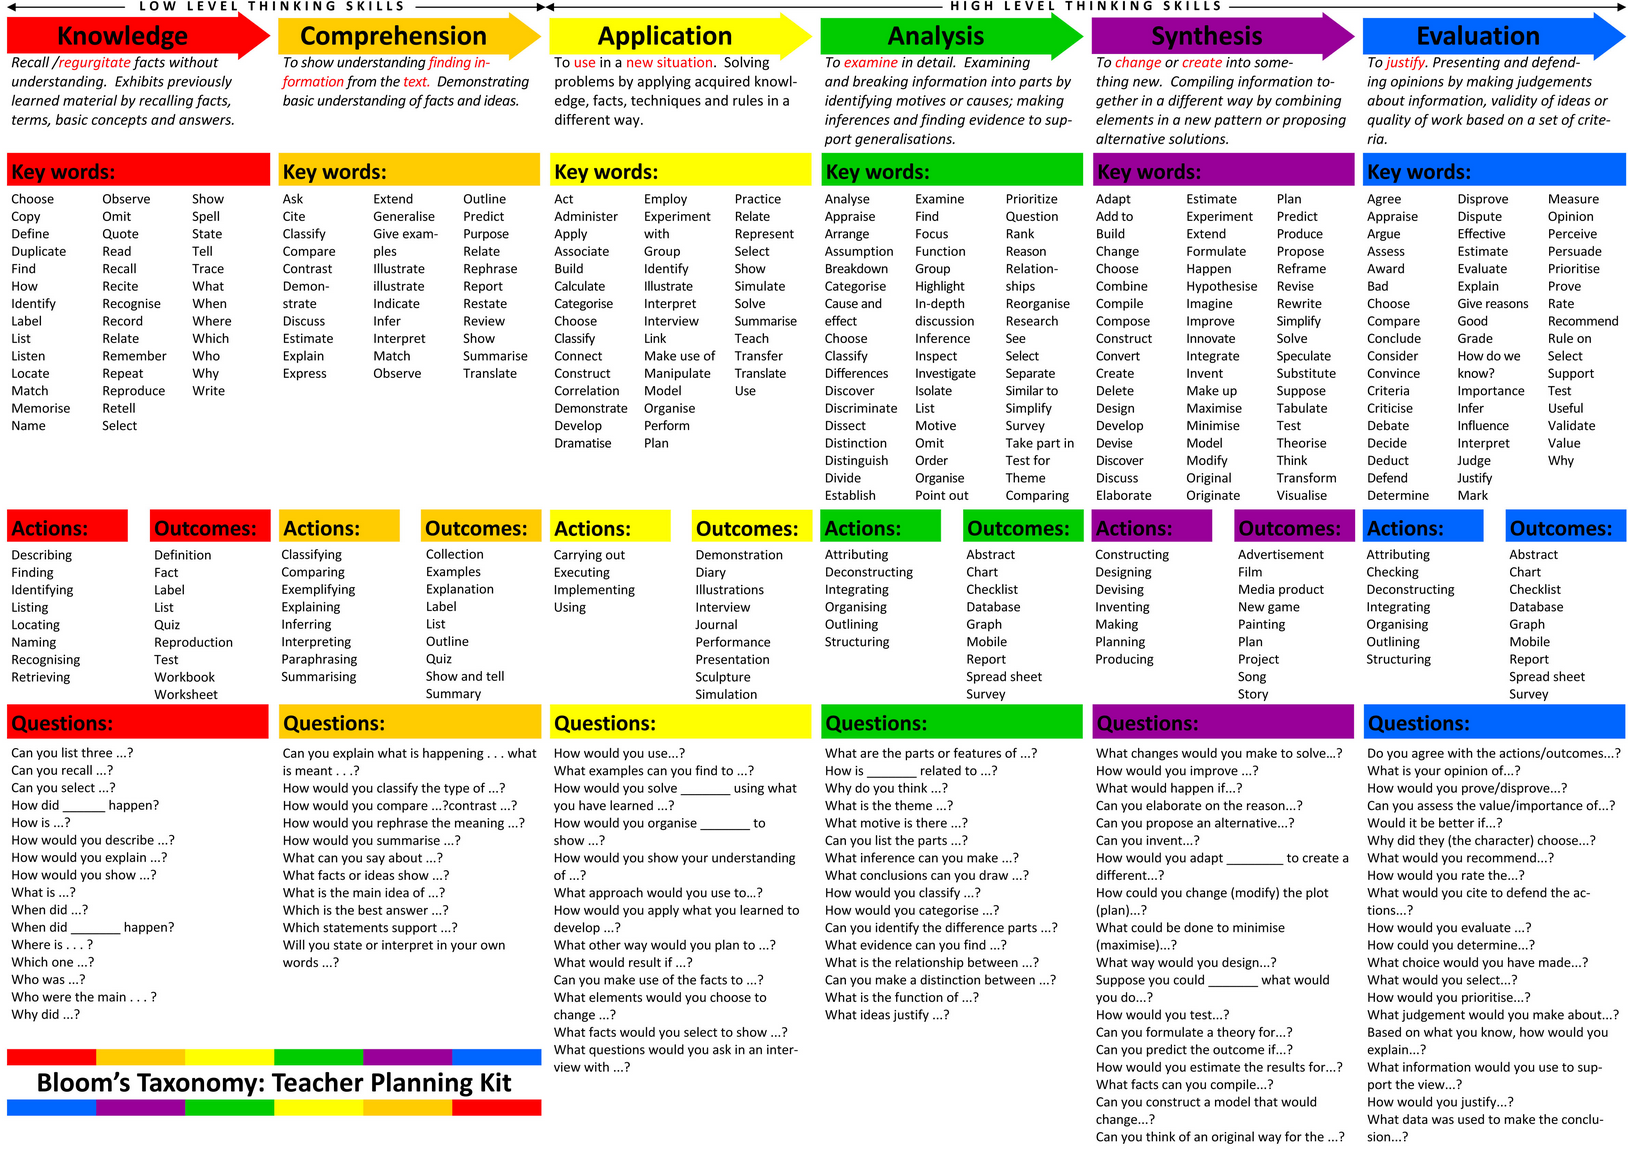 LOW LEVEL THINKING SKILLS
HIGH LEVEL THINKING SKILLS
Knowledge
Recall /regurgitate facts without
understanding. Exhibits previously
learned material by recalling facts,
terms, basic concepts and answers.
Key words:
Choose
Copy
Define
Duplicate
Find
How
Identify
Label
List
Listen
Locate
Match
Memorise
Name
Observe
Omit
Quote
Read
Recall
Recite
Recognise
Record
Relate
Remember
Repeat
Reproduce
Retell
Select
Show
Spell
State
Tell
Trace
What
When
Where
Which
Who
Why
Write
Actions:
Describing
Finding
Identifying
Listing
Locating
Naming
Recognising
Retrieving
Outcomes:
Definition
Fact
Label
List
Quiz
Reproduction
Test
Workbook
Worksheet
Questions:
Can you list three ...?
Can you recall ...?
Can you select ...?
How did ______ happen?
How is ...?
How would you describe ...?
How would you explain ...?
How would you show ...?
What is ...?
When did ...?
When did _______ happen?
Where is . . . ?
Which one ...?
Who was ...?
Who were the main . . . ?
Why did ...?
Comprehension
To show understanding finding in-
formation from the text. Demonstrating
basic understanding of facts and ideas.
Key words:
Ask
Cite
Classify
Compare
Contrast
Demon-
strate
Discuss
Estimate
Explain
Express
Extend
Generalise
Give exam-
ples
Illustrate
illustrate
Indicate
Infer
Interpret
Match
Observe
Outline
Predict
Purpose
Relate
Rephrase
Report
Restate
Review
Show
Summarise
Translate
Actions:
Classifying
Comparing
Exemplifying
Explaining
Inferring
Interpreting
Paraphrasing
Summarising
Outcomes:
Collection
Examples
Explanation
Label
List
Outline
Quiz
Show and tell
Summary
Questions:
Can you explain what is happening . . . what
is meant . . .?
How would you classify the type of ...?
How would you compare ...?contrast ...?
How would you rephrase the meaning ...?
How would you summarise ...?
What can you say about ...?
What facts or ideas show ...?
What is the main idea of ...?
Which is the best answer ...?
Which statements support ...?
Will you state or interpret in your own
words ...?
Application
To use in a new situation. Solving
problems by applying acquired knowl-
edge, facts, techniques and rules in a
different way.
Key words:
Act
Administer
Apply
Associate
Build
Calculate
Categorise
Choose
Classify
Connect
Construct
Correlation
Demonstrate
Develop
Dramatise
Employ
Experiment
with
Group
Identify
Illustrate
Interpret
Interview
Link
Make use of
Manipulate
Model
Organise
Perform
Plan
Practice
Relate
Represent
Select
Show
Simulate
Solve
Summarise
Teach
Transfer
Translate
Use
Actions:
Carrying out
Executing
Implementing
Using
Outcomes:
Demonstration
Diary
Illustrations
Interview
Journal
Performance
Presentation
Sculpture
Simulation
Questions:
How would you use...?
What examples can you find to ...?
How would you solve _______ using what
you have learned ...?
How would you organise _______ to
show ...?
How would you show your understanding
of ...?
What approach would you use to...?
How would you apply what you learned to
develop ...?
What other way would you plan to ...?
What would result if ...?
Can you make use of the facts to ...?
What elements would you choose to
change ...?
What facts would you select to show ...?
What questions would you ask in an inter-
view with ...?
Analysis
To examine in detail. Examining
and breaking information into parts by
identifying motives or causes; making
inferences and finding evidence to sup-
port generalisations.
Key words:
Analyse
Appraise
Arrange
Assumption
Breakdown
Categorise
Cause and
effect
Choose
Classify
Differences
Discover
Discriminate
Dissect
Distinction
Distinguish
Divide
Establish
Examine
Find
Focus
Function
Group
Highlight
In-depth
discussion
Inference
Inspect
Investigate
Isolate
List
Motive
Omit
Order
Organise
Point out
Prioritize
Question
Rank
Reason
Relation-
ships
Reorganise
Research
See
Select
Separate
Similar to
Simplify
Survey
Take part in
Test for
Theme
Comparing
Actions:
Attributing
Deconstructing
Integrating
Organising
Outlining
Structuring
Outcomes:
Abstract
Chart
Checklist
Database
Graph
Mobile
Report
Spread sheet
Survey
Questions:
What are the parts or features of ...?
How is _______ related to ...?
Why do you think ...?
What is the theme ...?
What motive is there ...?
Can you list the parts ...?
What inference can you make ...?
What conclusions can you draw ...?
How would you classify ...?
How would you categorise ...?
Can you identify the difference parts ...?
What evidence can you find ...?
What is the relationship between ...?
Can you make a distinction between ...?
What is the function of ...?
What ideas justify ...?
Synthesis
To change or create into some-
thing new. Compiling information to-
gether in a different way by combining
elements in a new pattern or proposing
alternative solutions.
Key words:
Adapt
Add to
Build
Change
Choose
Combine
Compile
Compose
Construct
Convert
Create
Delete
Design
Develop
Devise
Discover
Discuss
Elaborate
Estimate
Experiment
Extend
Formulate
Happen
Hypothesise
Imagine
Improve
Innovate
Integrate
Invent
Make up
Maximise
Minimise
Model
Modify
Original
Originate
Plan
Predict
Produce
Propose
Reframe
Revise
Rewrite
Simplify
Solve
Speculate
Substitute
Suppose
Tabulate
Test
Theorise
Think
Transform
Visualise
Actions:
Constructing
Designing
Devising
Inventing
Making
Planning
Producing
Outcomes:
Advertisement
Film
Media product
New game
Painting
Plan
Project
Song
Story
Questions:
What changes would you make to solve...?
How would you improve ...?
What would happen if...?
Can you elaborate on the reason...?
Can you propose an alternative...?
Can you invent...?
How would you adapt ________ to create a
different...?
How could you change (modify) the plot
(plan)...?
What could be done to minimise
(maximise)...?
What way would you design...?
Suppose you could _______ what would
you do...?
How would you test...?
Can you formulate a theory for...?
Can you predict the outcome if...?
How would you estimate the results for...?
What facts can you compile...?
Can you construct a model that would
change...?
Can you think of an original way for the ...?
Evaluation
To justify. Presenting and defend-
ing opinions by making judgements
about information, validity of ideas or
quality of work based on a set of crite-
ria.
Key words:
Agree
Appraise
Argue
Assess
Award
Bad
Choose
Compare
Conclude
Consider
Convince
Criteria
Criticise
Debate
Decide
Deduct
Defend
Determine
Disprove
Dispute
Effective
Estimate
Evaluate
Explain
Give reasons
Good
Grade
How do we
know?
Importance
Infer
Influence
Interpret
Judge
Justify
Mark
Measure
Opinion
Perceive
Persuade
Prioritise
Prove
Rate
Recommend
Rule on
Select
Support
Test
Useful
Validate
Value
Why
Actions:
Attributing
Checking
Deconstructing
Integrating
Organising
Outlining
Structuring
Outcomes:
Abstract
Chart
Checklist
Database
Graph
Mobile
Report
Spread sheet
Survey
Questions:
Do you agree with the actions/outcomes...?
What is your opinion of...?
How would you prove/disprove...?
Can you assess the value/importance of...?
Would it be better if...?
Why did they (the character) choose...?
What would you recommend...?
How would you rate the...?
What would you cite to defend the ac-
tions...?
How would you evaluate ...?
How could you determine...?
What choice would you have made...?
What would you select...?
How would you prioritise...?
What judgement would you make about...?
Based on what you know, how would you
explain...?
What information would you use to sup-
port the view...?
How would you justify...?
What data was used to make the conclu-
sion...?
Bloom’s Taxonomy: Teacher Planning Kit